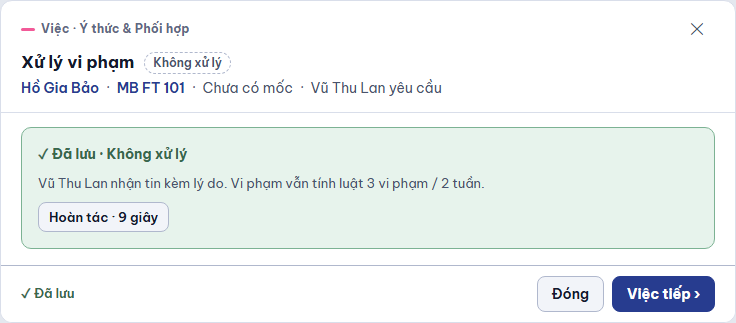 Việc · Ý thức & Phối hợp
Xử lý vi phạm Không xử lý
Hồ Gia Bảo · MB FT 101 · Chưa có mốc · Vũ Thu Lan yêu cầu
✓ Đã lưu · Không xử lý
Vũ Thu Lan nhận tin kèm lý do. Vi phạm vẫn tính luật 3 vi phạm / 2 tuần.
Hoàn tác · 9 giây
✓ Đã lưu
Đóng
Việc tiếp ›